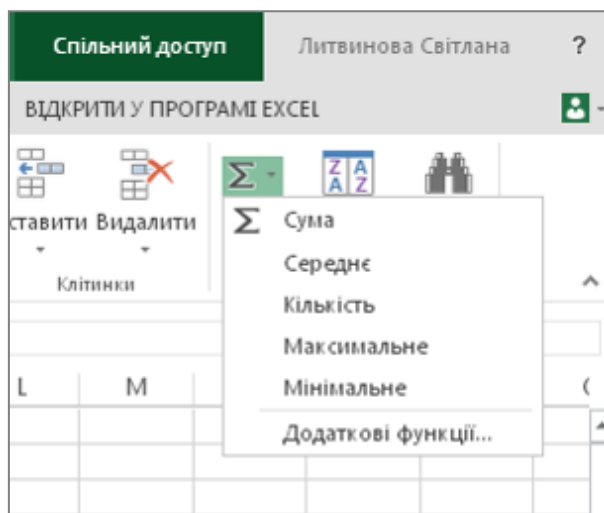 Спільний доступ Литвинова Світлана ?
ВІДКРИТИ У ПРОГРАМІ EXCEL
Σ Z A A Z
ставити Видалити
Σ Сума
Середнє
Клітинки
Кількість
Максимальне
L M
Мінімальне
Додаткові функції...